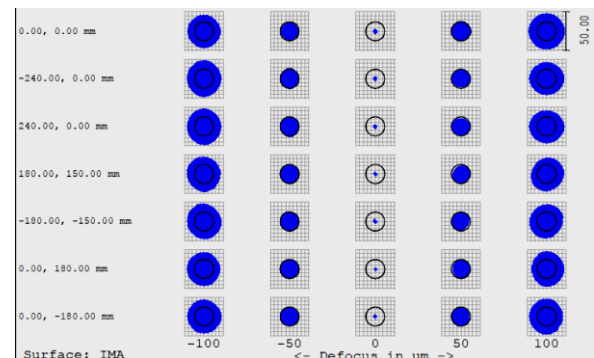 0.00, 0.00 mm
50.00
-240.00, 0.00 mm
240.00, 0.00 mm
180.00, 150.00 mm
-180.00, -150.00 mm
0.00, 180.00 mm
0.00, -180.00 mm
-100 -50 0 50 100
Surface: IMA <- Defocus in um ->